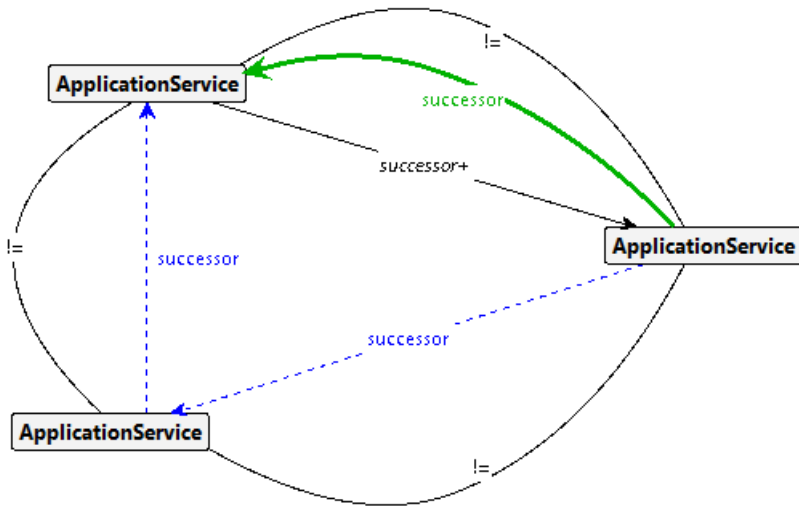 !=
ApplicationService
successor
successor+
!=
ApplicationService
successor
successor
ApplicationService
!=